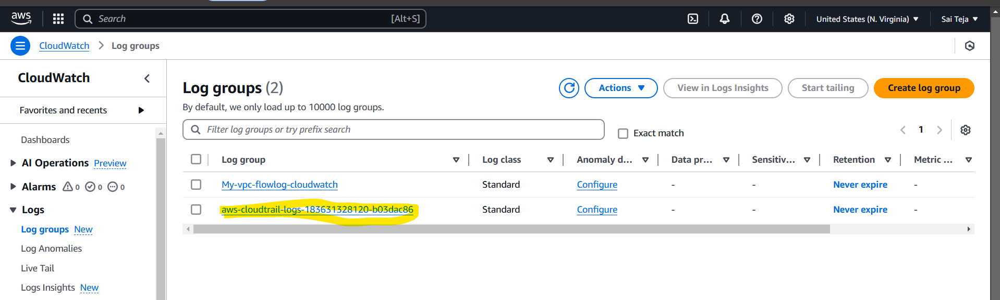 aws Search [Alt+S] United States (N. Virginia) Sai Teja
CloudWatch Log groups
CloudWatch
Favorites and recents
Dashboards
AI Operations Preview
Alarms 0 0 0
Logs
Log groups New
Log Anomalies
Live Tail
Logs Insights New
Log groups (2) Actions View in Logs Insights Start tailing Create log group
By default, we only load up to 10000 log groups.
Filter log groups or try prefix search Exact match 1
Log group Log class Anomaly d... Data pr... Sensitiv... Retention Metric ...
My-vpc-flowlog-cloudwatch Standard Configure - - Never expire -
aws-cloudtrail-logs-183631328120-b03dac86 Standard Configure - - Never expire -